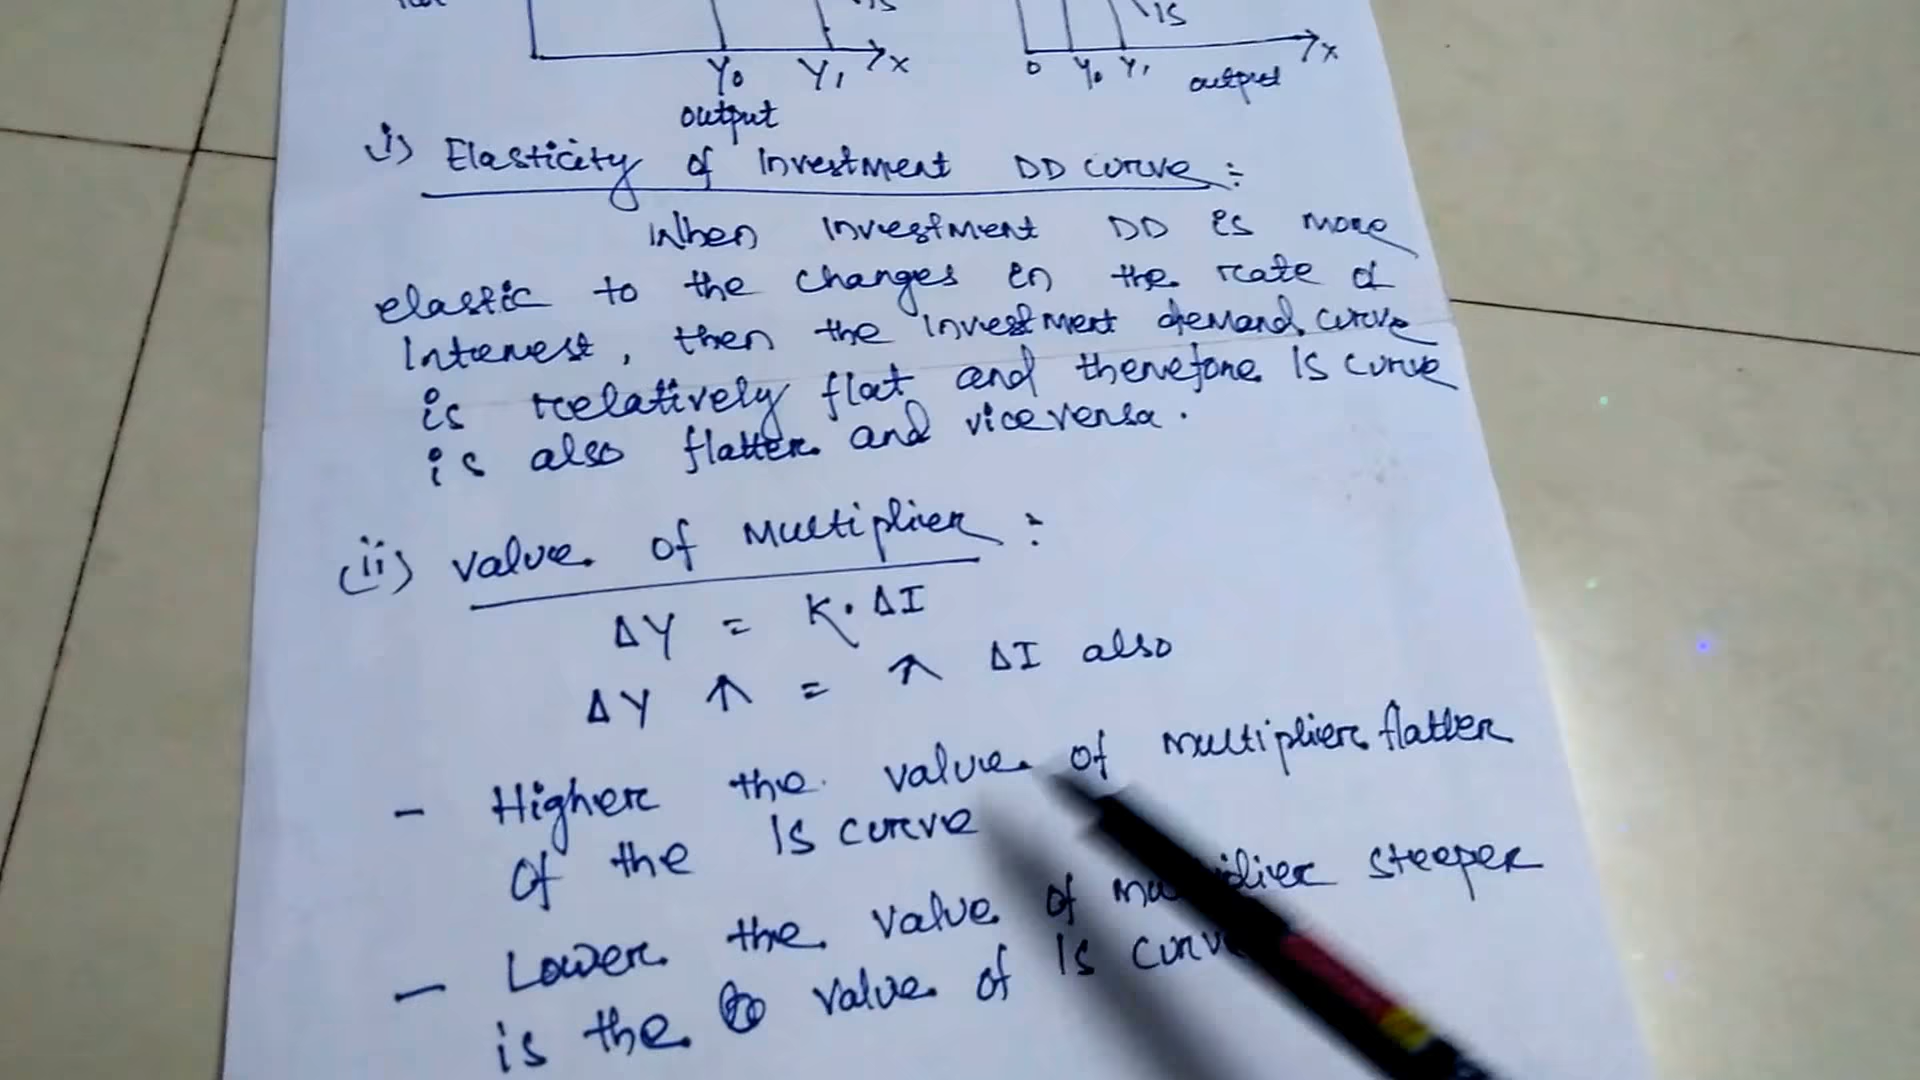 IS
IS
Y0 Y1 X
0 Y0 Y1 output X
output
i) Elasticity of Investment DD curve :
When investment DD is more
elastic to the changes in the rate of
Interest, then the investment demand curve
is relatively flat and therefore IS curve
is also flatter and viceversa.
(ii) value of Multiplier :
ΔY = K. ΔI
ΔY ↑ = ↑ ΔI also
- Higher the value of multiplier flatter
of the IS curve
- Lower the value of steeper
is the value of IS